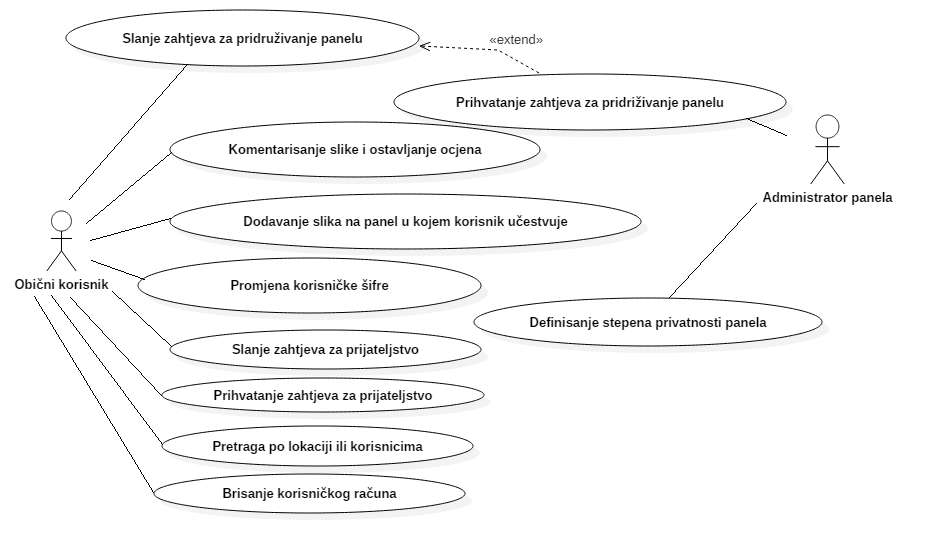 Slanje zahtjeva za pridruživanje panelu
«extend»
Prihvatanje zahtjeva za pridriživanje panelu
Komentarisanje slike i ostavljanje ocjena
Administrator panela
Dodavanje slika na panel u kojem korisnik učestvuje
Obični korisnik
Promjena korisničke šifre
Definisanje stepena privatnosti panela
Slanje zahtjeva za prijateljstvo
Prihvatanje zahtjeva za prijateljstvo
Pretraga po lokaciji ili korisnicima
Brisanje korisničkog računa